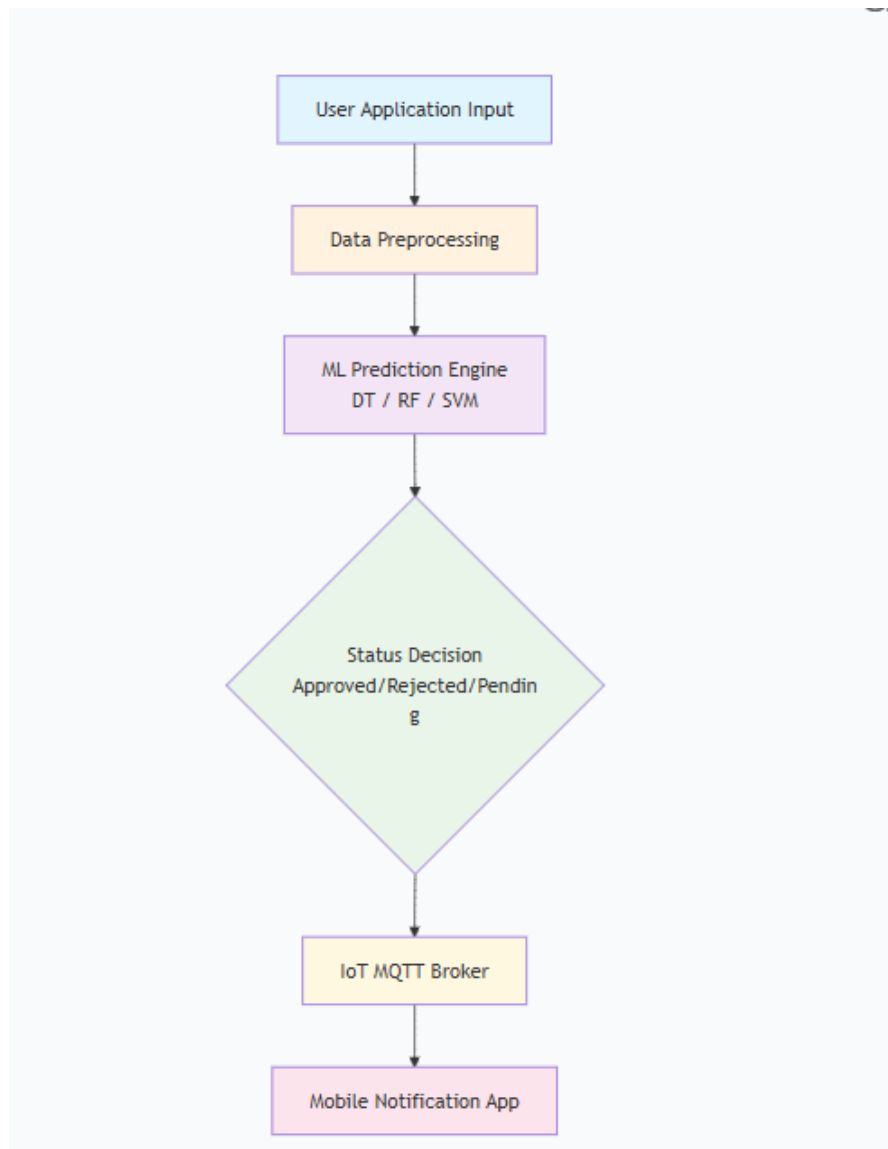 User Application Input
Data Preprocessing
ML Prediction Engine
DT / RF / SVM
Status Decision
Approved/Rejected/Pendin
g
IoT MQTT Broker
Mobile Notification App